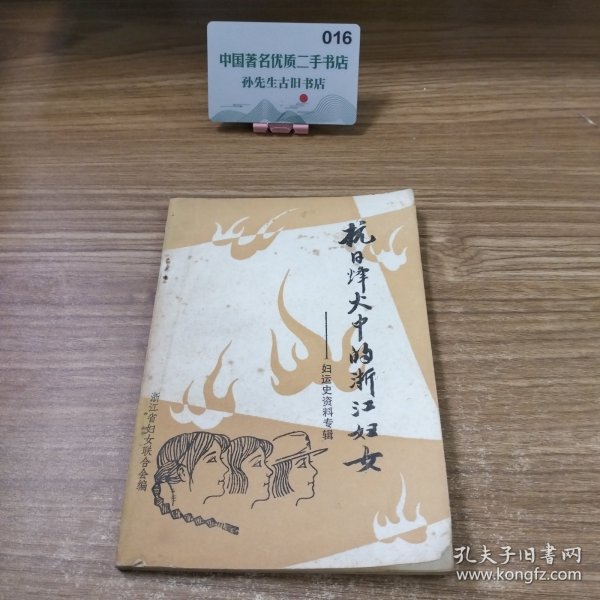 016
中国著名优质二手书店
孙先生古旧书店
抗日烽火中的浙江妇女
——妇运史资料专辑
浙江省妇女联合会编
孔夫子旧书网
www.kongfz.com